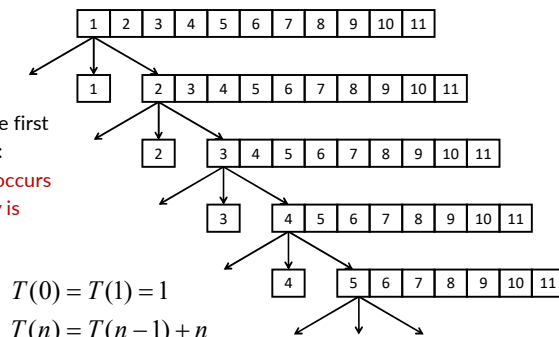 1 2 3 4 5 6 7 8 9 10 11
1 2 3 4 5 6 7 8 9 10 11
first
2 3 4 5 6 7 8 9 10 11
occurs
is
3 4 5 6 7 8 9 10 11
4 5 6 7 8 9 10 11
T(0) = T(1) = 1
T(n) = T(n−1) + n